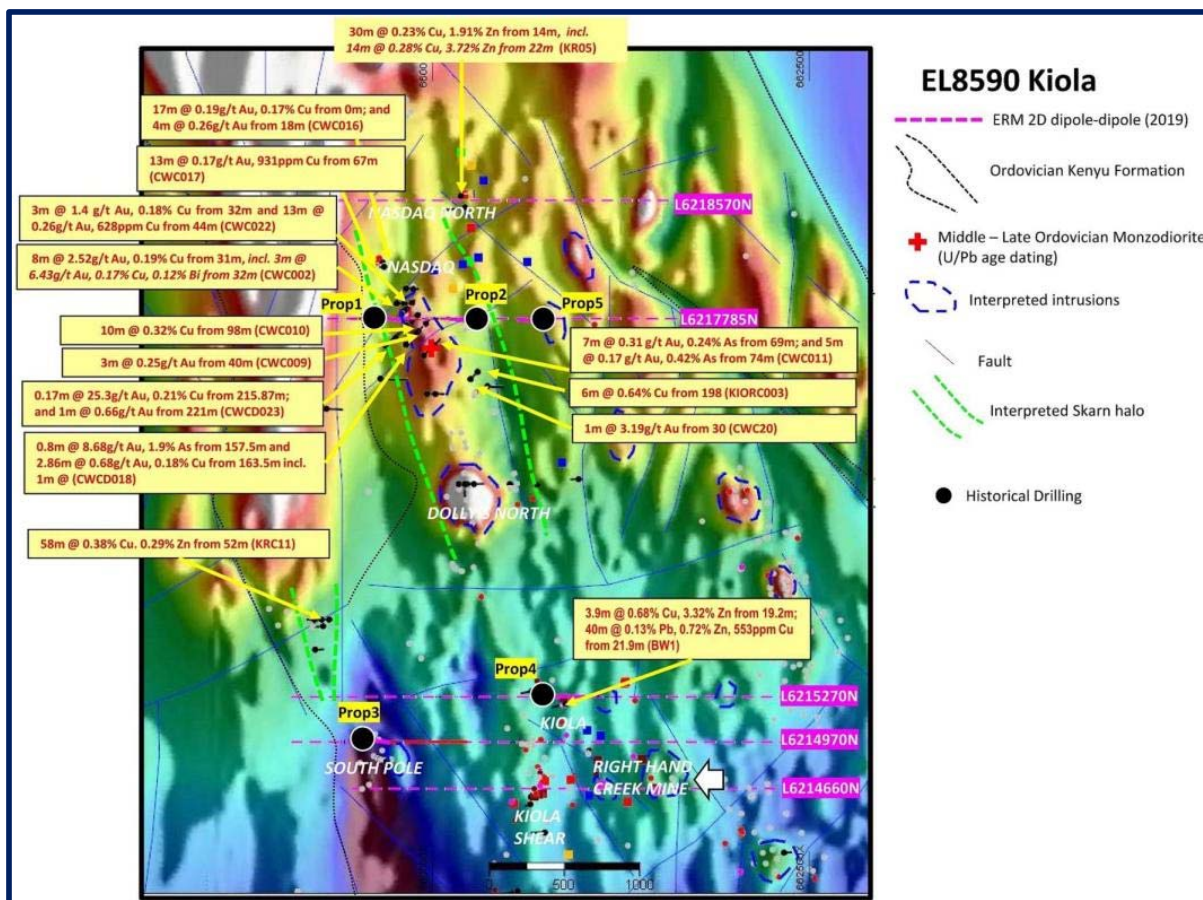 30m @ 0.23% Cu, 1.91% Zn from 14m, incl.
14m @ 0.28% Cu, 3.72% Zn from 22m (KR05)
662500
17m @ 0.19g/t Au, 0.17% Cu from 0m; and
4m @ 0.26g/t Au from 18m (CWC016)
13m @ 0.17g/t Au, 931ppm Cu from 67m
(CWC017)
3m @ 1.4 g/t Au, 0.18% Cu from 32m and 13m @
0.26g/t Au, 628ppm Cu from 44m
(CWC022)
8m @ 2.52g/t Au, 0.19% Cu from 31m, incl. 3m @
6.43g/t Au, 0.17% Cu, 0.12% Bi from 32m (CWC002)
10m @ 0.32% Cu from 98m (CWC010)
3m @ 0.25g/t Au from 40m (CWC009)
0.17m @ 25.3g/t Au, 0.21% Cu from 215.87m;
and 1m @ 0.66g/t Au from 221m (CWCD023)
0.8m @ 8.68g/t Au, 1.9% As from 157.5m and
2.86m @ 0.68g/t Au, 0.18% Cu from 163.5m incl.
1m @ (CWCD018)
58m @ 0.38% Cu. 0.29% Zn from 52m (KRC11)
NASDAQ NORTH
L6218570N
NASDAQ
Prop1
Prop2
Prop5
L6217785N
7m @ 0.31 g/t Au, 0.24% As from 69m; and 5m
@ 0.17 g/t Au, 0.42% As from 74m (CWC011)
6m @ 0.64% Cu from 198 (KIORC003)
1m @ 3.19g/t Au from 30 (CWC20)
DOLLYS NORTH
3.9m @ 0.68% Cu, 3.32% Zn from 19.2m;
40m @ 0.13% Pb, 0.72% Zn, 553ppm Cu
from 21.9m (BW1)
Prop4
L6215270N
KIOLA
Prop3
L6214970N
SOUTH POLE
RIGHT HAND
CREEK MINE
L6214660N
KIOLA
SHEAR
0 500 1000
662500
EL8590 Kiola
ERM 2D dipole-dipole (2019)
Ordovician Kenyu Formation
Middle – Late Ordovician Monzodiorite
(U/Pb age dating)
Interpreted intrusions
Fault
Interpreted Skarn halo
Historical Drilling